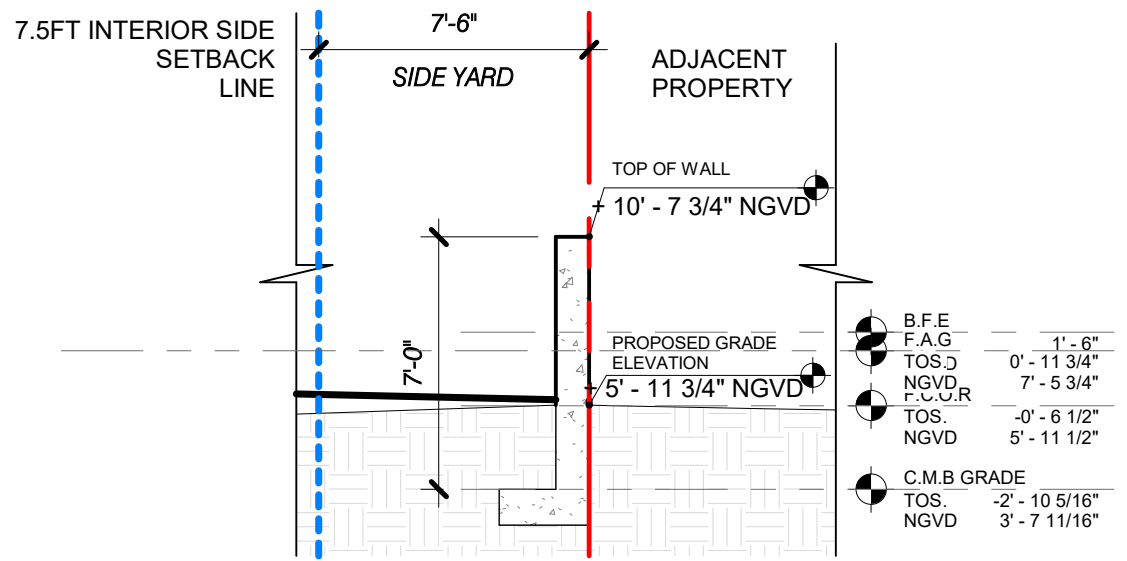 7.5FT INTERIOR SIDE
SETBACK
LINE
7'-6"
SIDE YARD
ADJACENT
PROPERTY
TOP OF WALL
+ 10' - 7 3/4" NGVD
7'-0"
PROPOSED GRADE
ELEVATION
+ 5' - 11 3/4" NGVD
B.F.E
F.A.G 1' - 6"
TOS. 0' - 11 3/4"
NGVD 7' - 5 3/4"
F.C.O.R
TOS. -0' - 6 1/2"
NGVD 5' - 11 1/2"
C.M.B GRADE
TOS. -2' - 10 5/16"
NGVD 3' - 7 11/16"